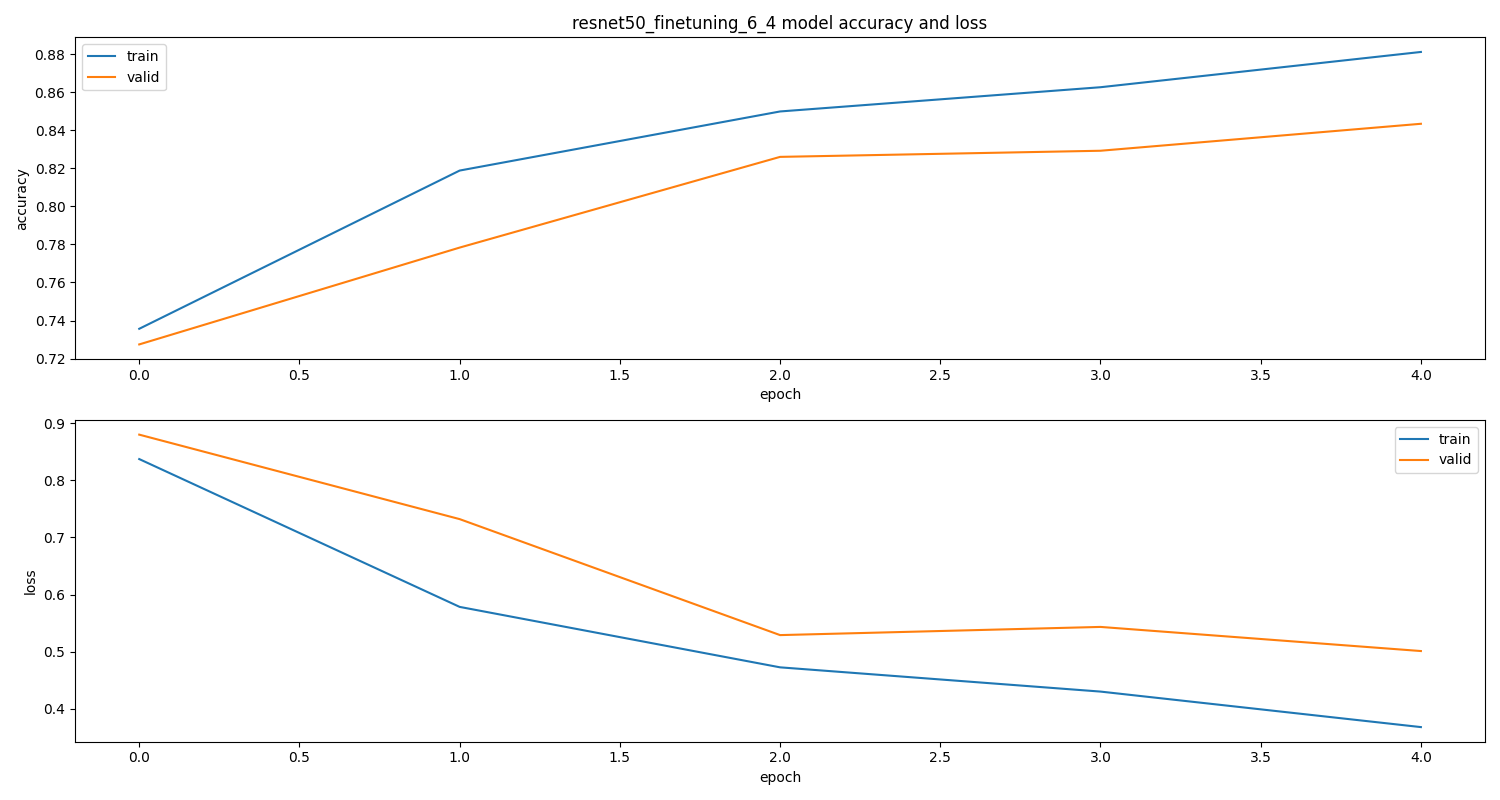 resnet50_finetuning_6_4 model accuracy and loss
train
valid
0.88
0.86
0.84
0.82
0.80
0.78
0.76
0.74
0.72
accuracy
0.0 0.5 1.0 1.5 2.0 2.5 3.0 3.5 4.0
epoch
train
valid
0.9
0.8
0.7
0.6
0.5
0.4
loss
0.0 0.5 1.0 1.5 2.0 2.5 3.0 3.5 4.0
epoch